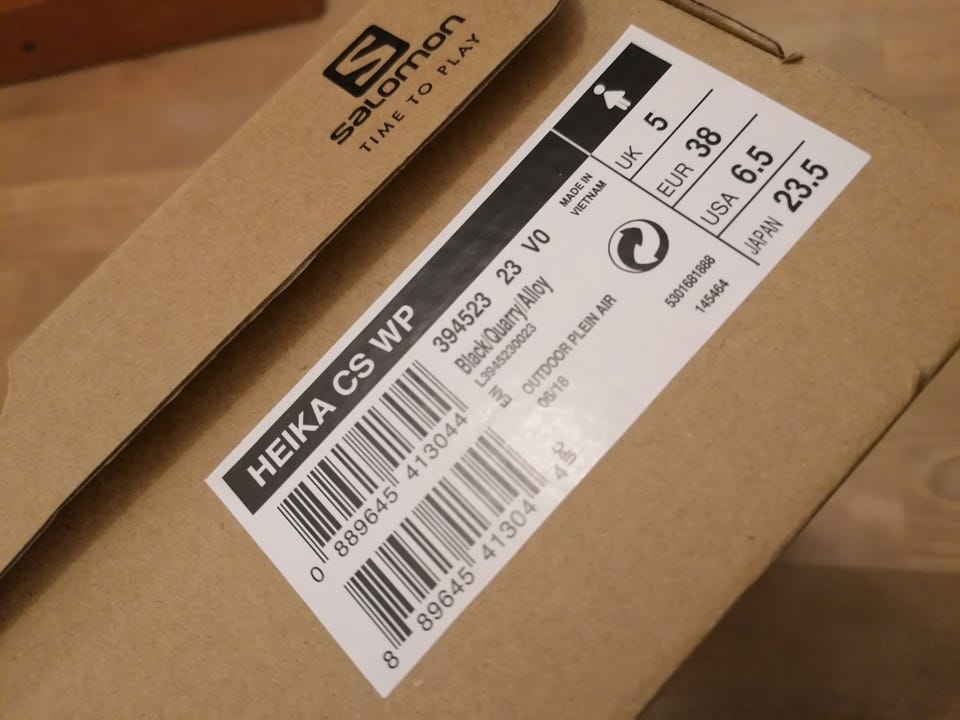 salomon
TIME TO PLAY
HEIKA CS WP
UK 5
EUR 38
USA 6.5
JAPAN 23.5
MADE IN
VIETNAM
394523 23 V0
Black/Quarry/Alloy
L3945230023
OUTDOOR PLEIN AIR
06/18
5301681888
145464
0 889645 413044
8 89645 41304 4